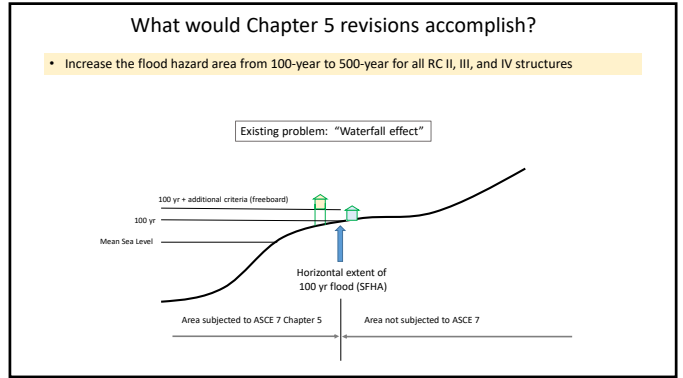 What would Chapter 5 revisions accomplish?
• Increase the flood hazard area from 100-year to 500-year for all RC II, III, and IV structures
Existing problem: “Waterfall effect”
100 yr + additional criteria (freeboard)
100 yr
Mean Sea Level
Horizontal extent of
100 yr flood (SFHA)
Area subjected to ASCE 7 Chapter 5
Area not subjected to ASCE 7